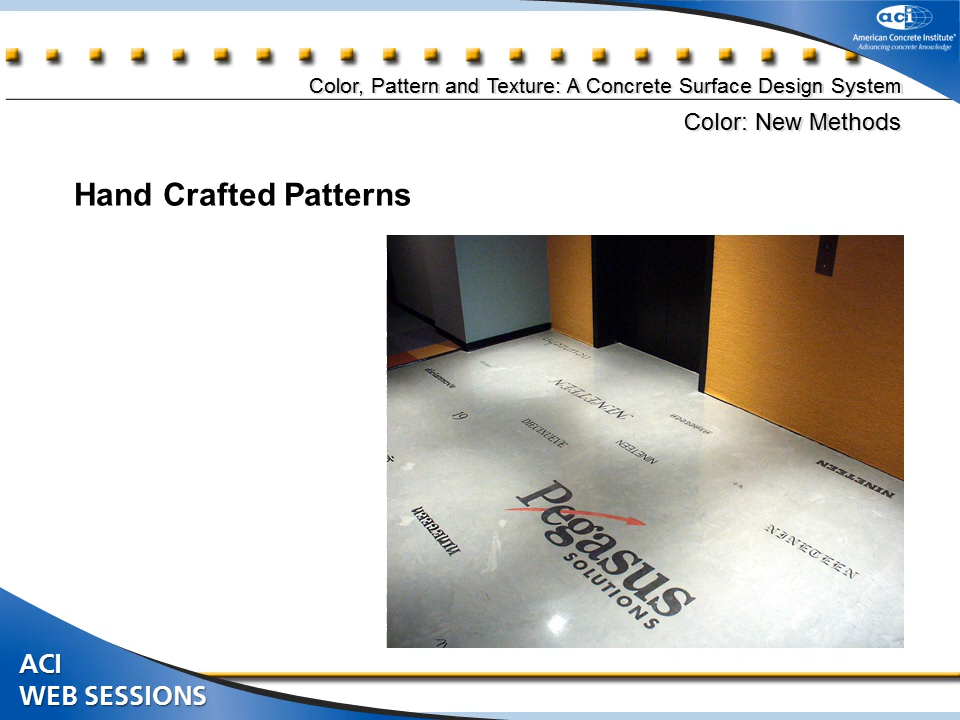 aci
American Concrete Institute®
Advancing concrete knowledge
Color, Pattern and Texture: A Concrete Surface Design System
Color: New Methods
Hand Crafted Patterns
NINETEEN
19
DIECINUEVE
NINETEEN
NINETEEN
NINETEEN
Pegasus
SOLUTIONS
ACI
WEB SESSIONS